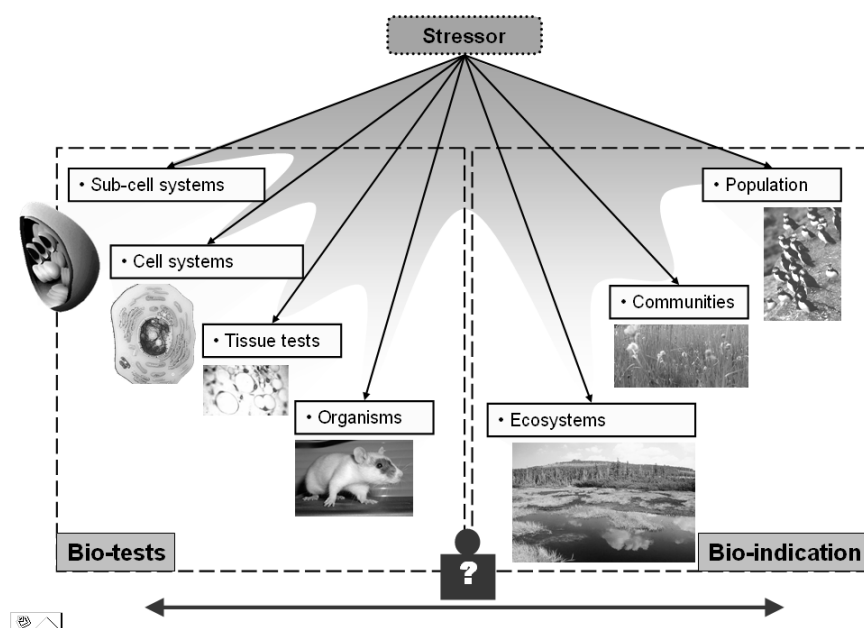 Stressor
• Sub-cell systems
• Population
• Cell systems
• Communities
• Tissue tests
• Organisms
• Ecosystems
Bio-tests
Bio-indication
?